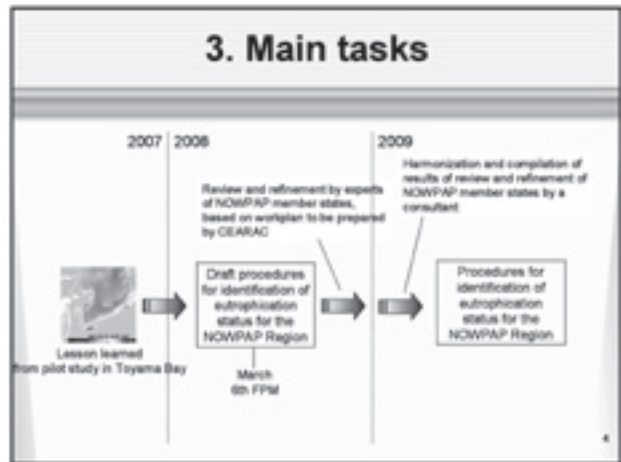 3. Main tasks
2007
2008
2009
Review and refinement by experts
of NOWPAP member states,
based on workplan to be prepared
by CEARAC
Harmonization and compilation of
results of review and refinement of
NOWPAP member states by a
consultant
Lesson learned
from pilot study in Toyama Bay
Draft procedures
for identification of
eutrophication
status for the
NOWPAP Region
March
6th FPM
Procedures for
identification of
eutrophication
status for the
NOWPAP Region
4